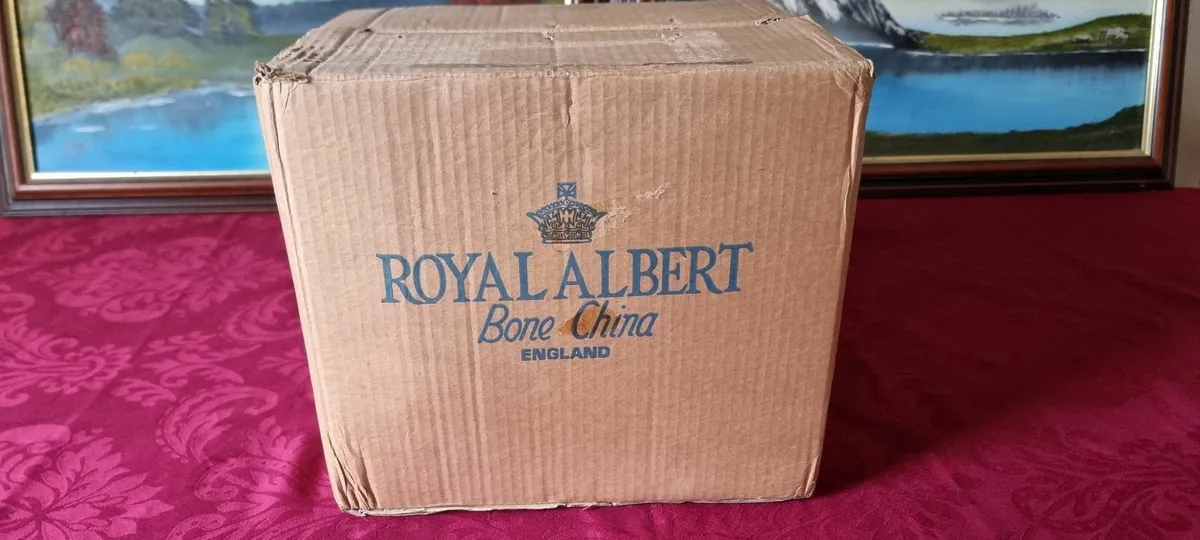 ROYAL ALBERT
Bone China
ENGLAND